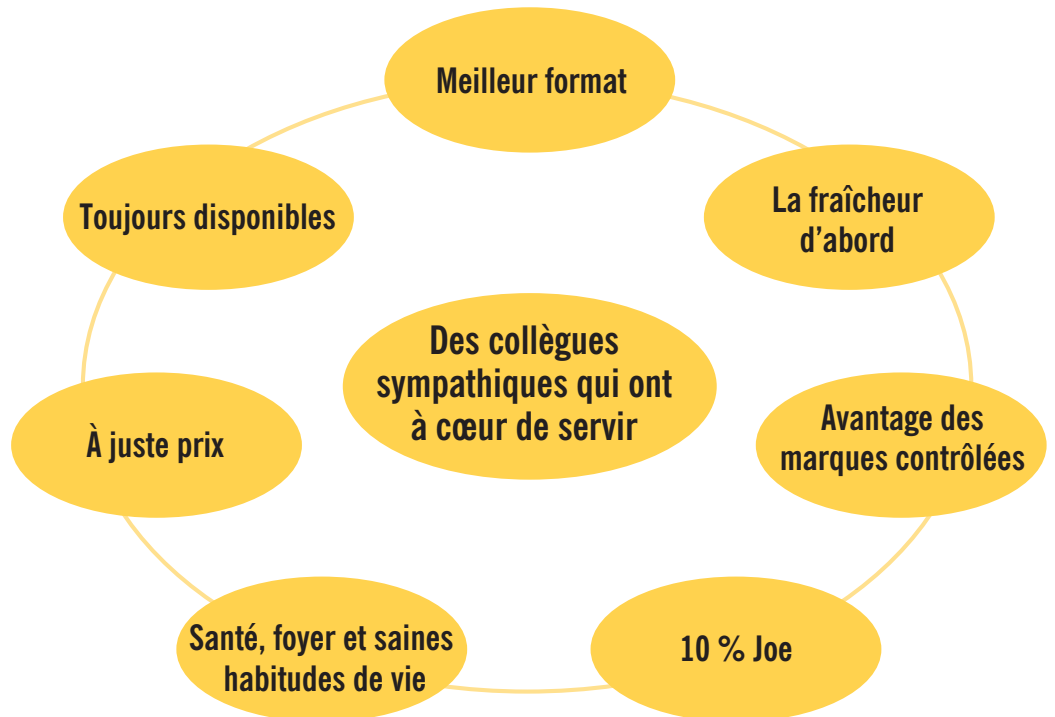 Meilleur format
La fraîcheur
d’abord
Avantage des
marques contrôlées
10 % Joe
Santé, foyer et saines
habitudes de vie
À juste prix
Toujours disponibles
Des collègues
sympathiques qui ont
à cœur de servir